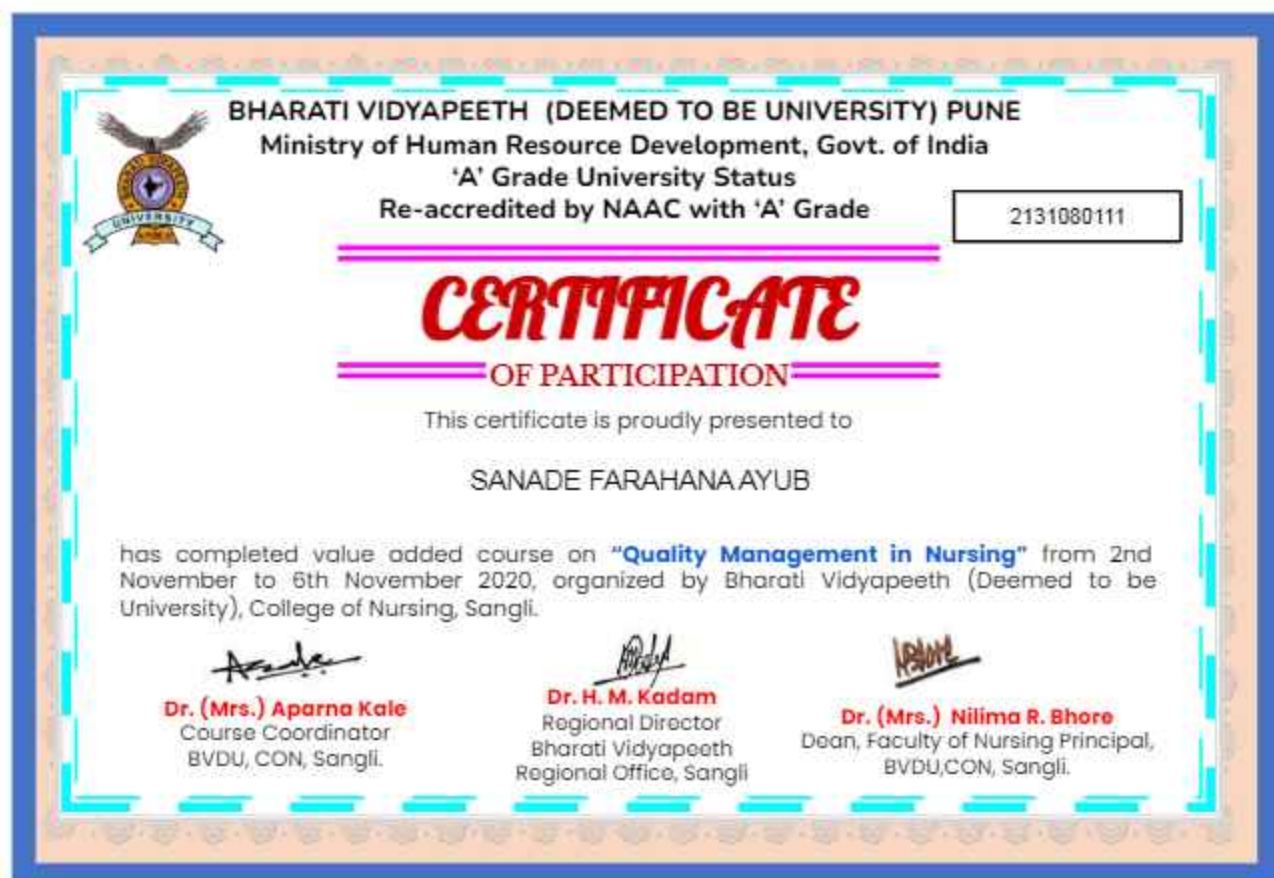 BHARATI VIDYAPEETH (DEEMED TO BE UNIVERSITY) PUNE
Ministry of Human Resource Development, Govt. of India
‘A’ Grade University Status
Re-accredited by NAAC with ‘A’ Grade
2131080111
BHARATI VIDYAPEETH
UNIVERSITY
CERTIFICATE
OF PARTICIPATION
This certificate is proudly presented to
SANADE FARAHANA AYUB
has completed value added course on “Quality Management in Nursing” from 2nd
November to 6th November 2020, organized by Bharati Vidyapeeth (Deemed to be
University), College of Nursing, Sangli.
Dr. (Mrs.) Aparna Kale
Course Coordinator
BVDU, CON, Sangli.
Dr. H. M. Kadam
Regional Director
Bharati Vidyapeeth
Regional Office, Sangli
Dr. (Mrs.) Nilima R. Bhore
Dean, Faculty of Nursing Principal,
BVDU,CON, Sangli.